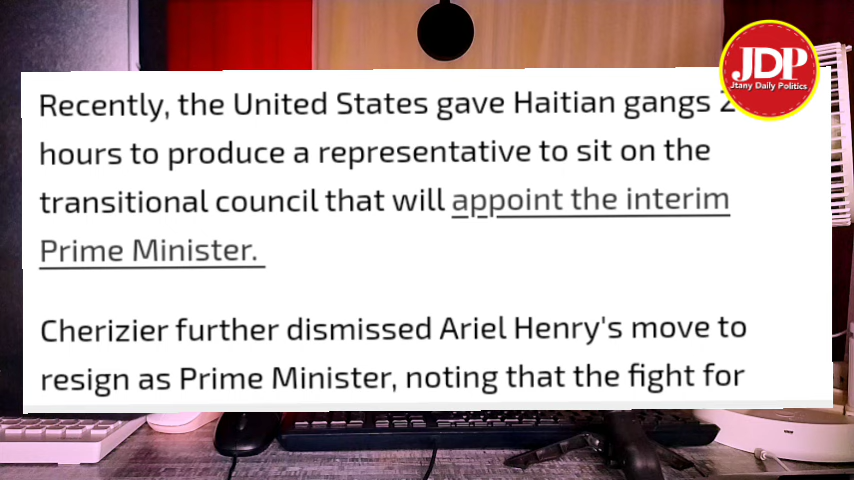 JDP
Jtany Daily Politics
Recently, the United States gave Haitian gangs
hours to produce a representative to sit on the
transitional council that will appoint the interim
Prime Minister.
Cherizier further dismissed Ariel Henry's move to
resign as Prime Minister, noting that the fight for